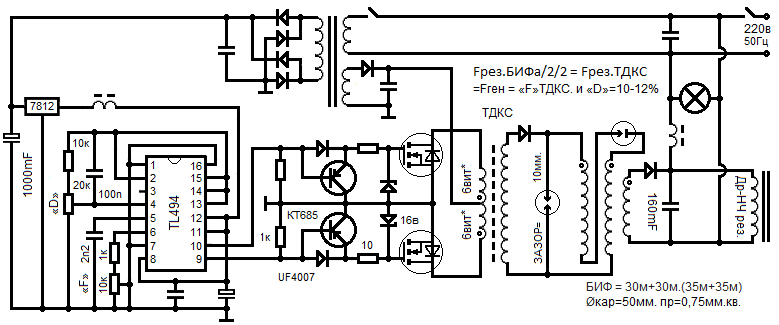 220в
50Гц
Fрез.БИФа/2/2 = Fрез.ТДКС
=Fген = «F»ТДКС. и «D»=10-12%
ТДКС
7812
1000mF
10к
20к
«D»
100n
2n2
1к
«F»
10к
1
2
3
4
5
6
7
8
TL494
16
15
14
13
12
11
10
9
1к
КТ685
UF4007
16в
10
6вит*
6вит*
10мм.
ЗАЗОР=
160mF
Др-НЧ рез.
БИФ = 30м+30м.(35м+35м)
Øкар=50мм. пр=0,75мм.кв.